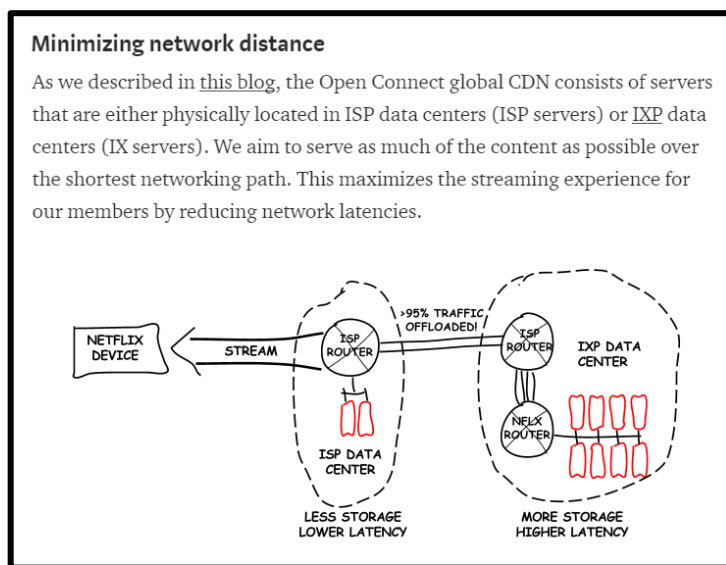 Minimizing network distance
As we described in this blog, the Open Connect global CDN consists of servers
that are either physically located in ISP data centers (ISP servers) or IXP data
centers (IX servers). We aim to serve as much of the content as possible over
the shortest networking path. This maximizes the streaming experience for
our members by reducing network latencies.
NETFLIX
DEVICE
STREAM
ISP
ROUTER
>95% TRAFFIC
OFFLOADED!
ISP
ROUTER
IXP DATA
CENTER
NFLX
ROUTER
ISP DATA
CENTER
LESS STORAGE
LOWER LATENCY
MORE STORAGE
HIGHER LATENCY